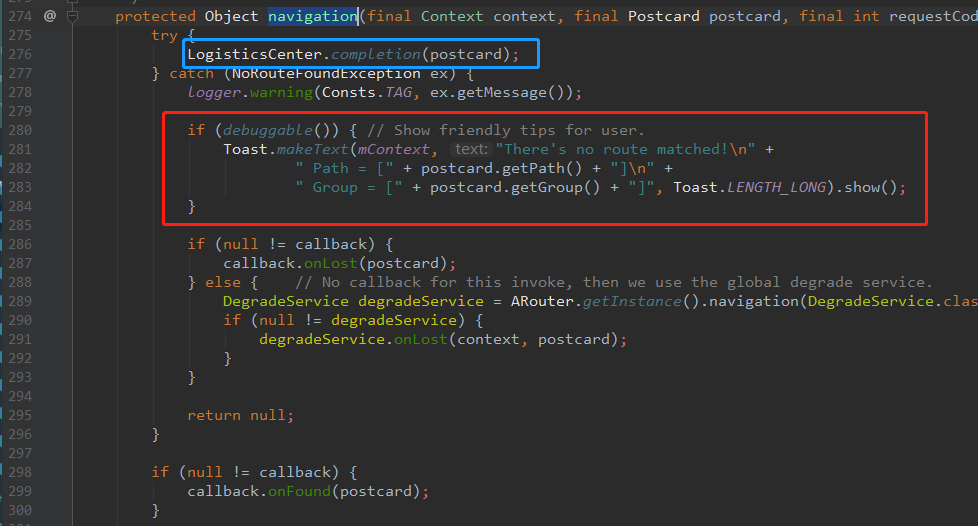 274 @ protected Object navigation(final Context context, final Postcard postcard, final int requestCod
275 try {
276 LogisticsCenter.completion(postcard);
277 } catch (NoRouteFoundException ex) {
278 logger.warning(Consts.TAG, ex.getMessage());
279
280 if (debuggable()) { // Show friendly tips for user.
281 Toast.makeText(mContext, text: "There's no route matched!\n" +
282 " Path = [" + postcard.getPath() + "]\n" +
283 " Group = [" + postcard.getGroup() + "]", Toast.LENGTH_LONG).show();
284 }
285
286 if (null != callback) {
287 callback.onLost(postcard);
288 } else { // No callback for this invoke, then we use the global degrade service.
289 DegradeService degradeService = ARouter.getInstance().navigation(DegradeService.clas
290 if (null != degradeService) {
291 degradeService.onLost(context, postcard);
292 }
293 }
294
295 return null;
296 }
297
298 if (null != callback) {
299 callback.onFound(postcard);
300 }